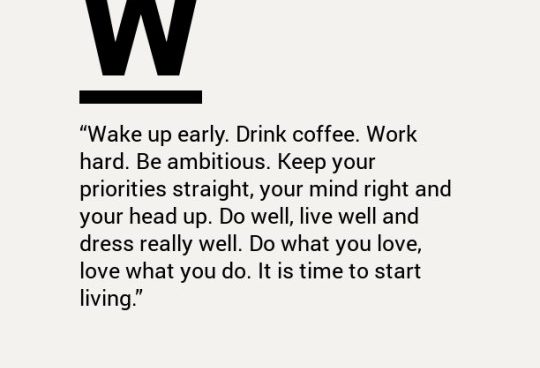 W
“Wake up early. Drink coffee. Work
hard. Be ambitious. Keep your
priorities straight, your mind right and
your head up. Do well, live well and
dress really well. Do what you love,
love what you do. It is time to start
living.”